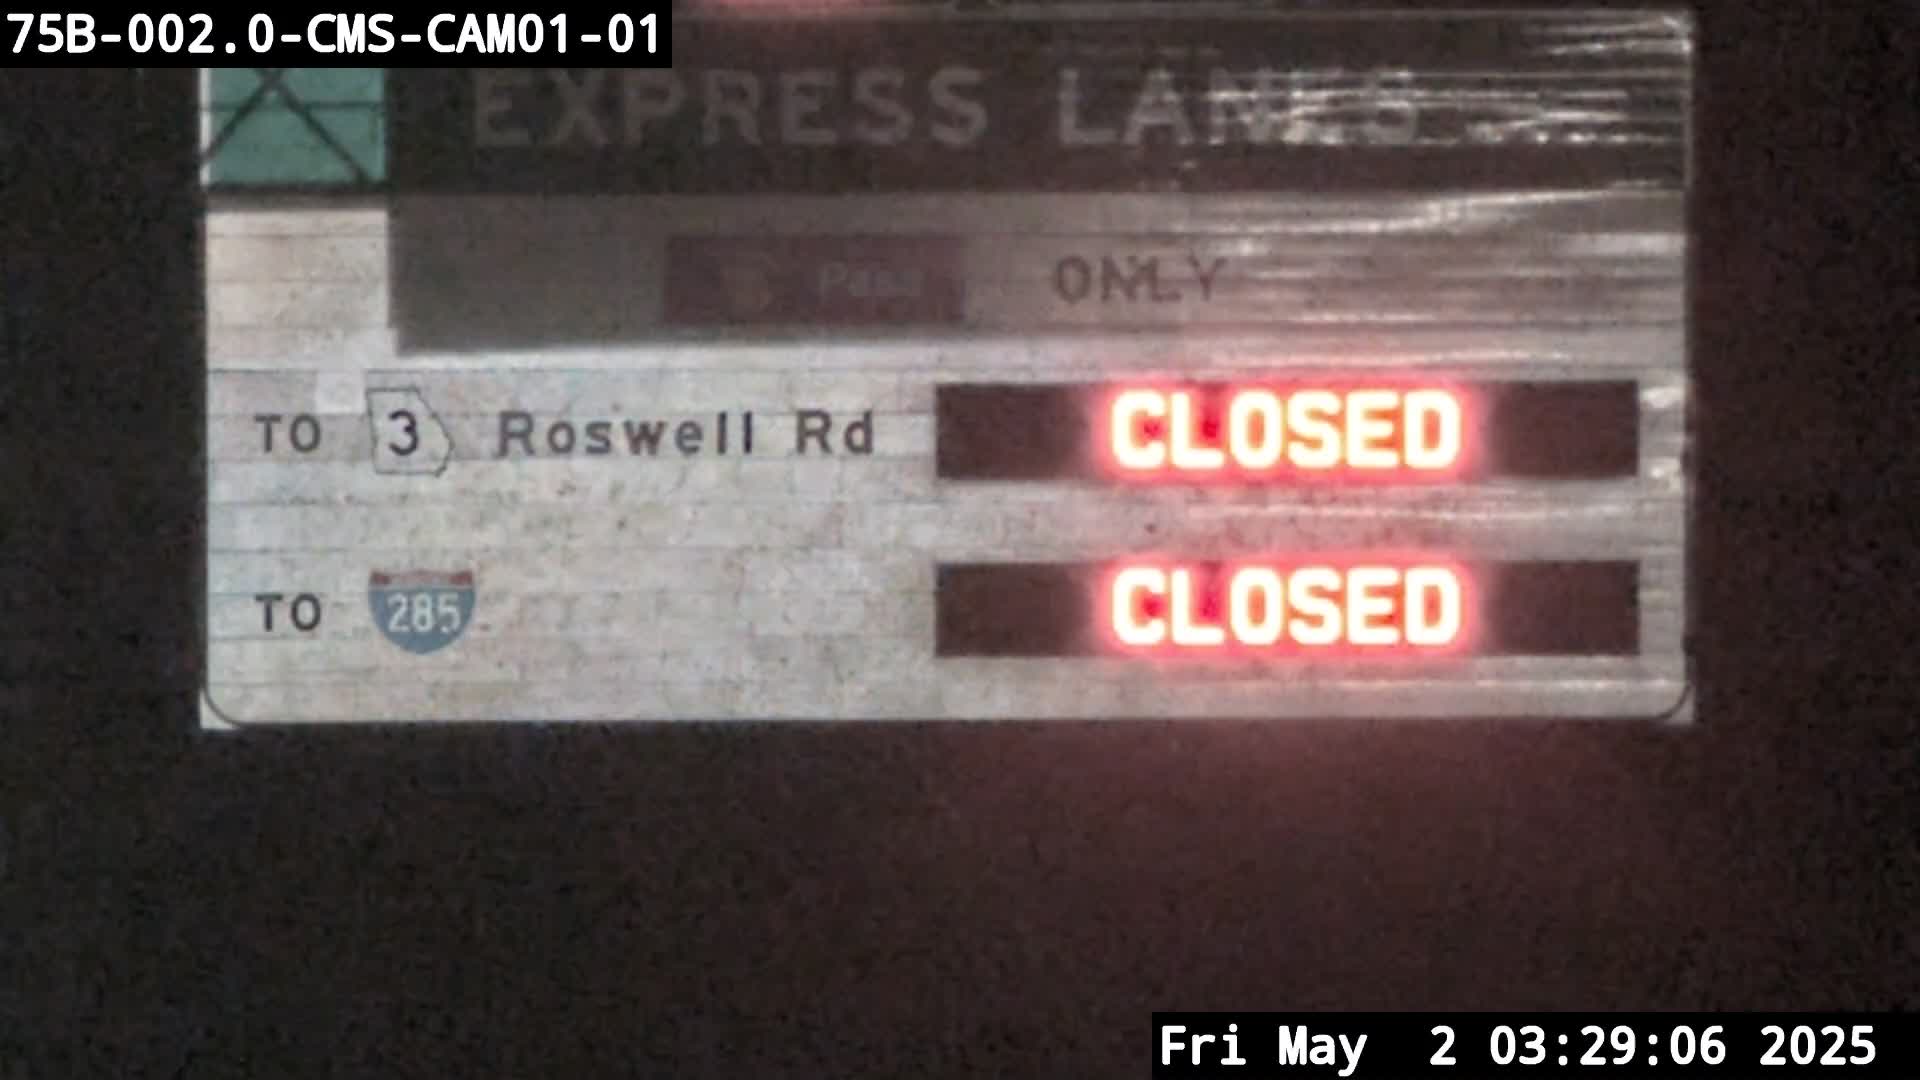 75B-002.0-CMS-CAM01-01
EXPRESS LANES
Pass ONLY
TO 3 Roswell Rd CLOSED
TO 285 CLOSED
Fri May 2 03:29:06 2025